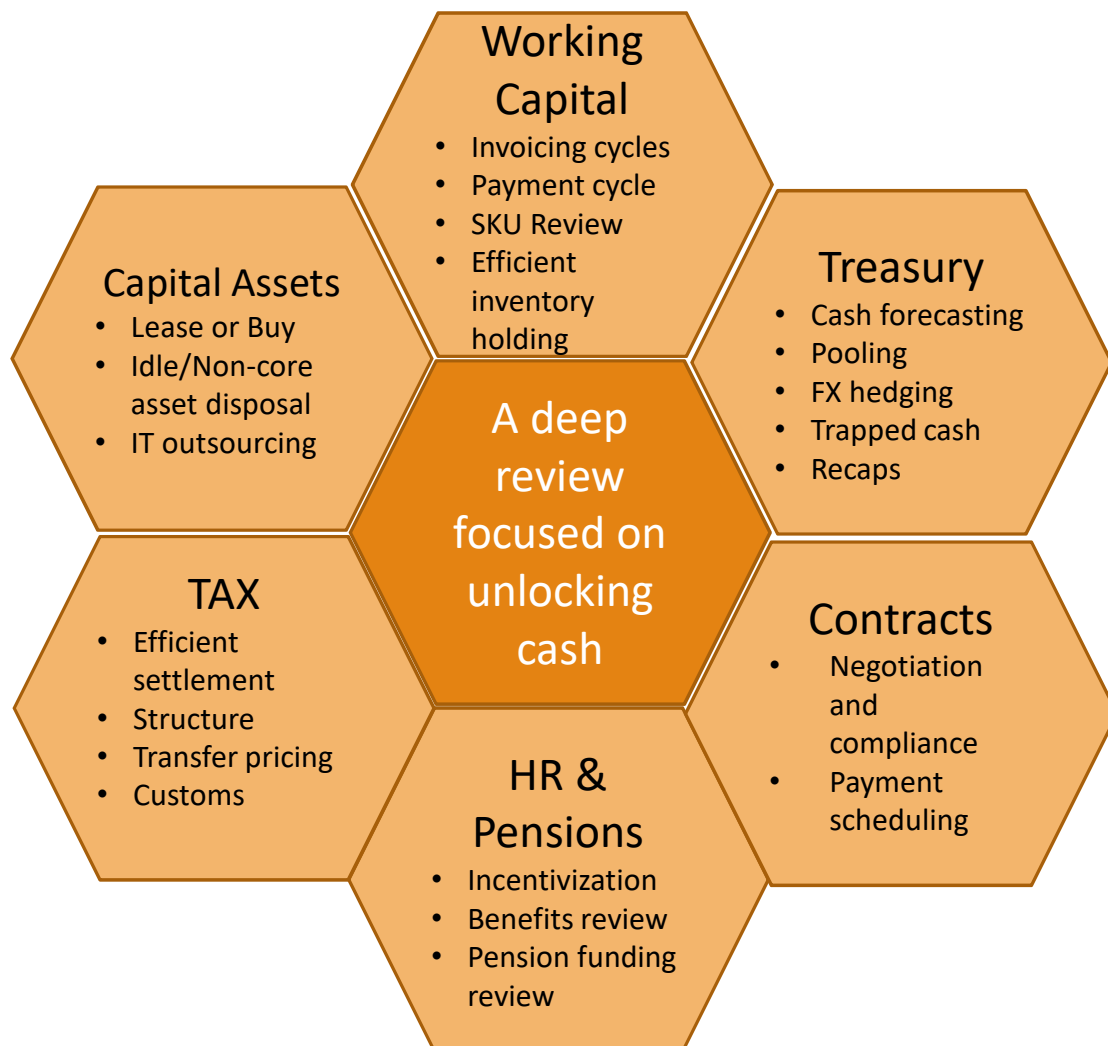 Working
Capital
• Invoicing cycles
• Payment cycle
• SKU Review
• Efficient
inventory
holding
Treasury
• Cash forecasting
• Pooling
• FX hedging
• Trapped cash
• Recaps
Contracts
• Negotiation
and
compliance
• Payment
scheduling
HR &
Pensions
• Incentivization
• Benefits review
• Pension funding
review
TAX
• Efficient
settlement
• Structure
• Transfer pricing
• Customs
Capital Assets
• Lease or Buy
• Idle/Non-core
asset disposal
• IT outsourcing
A deep
review
focused on
unlocking
cash